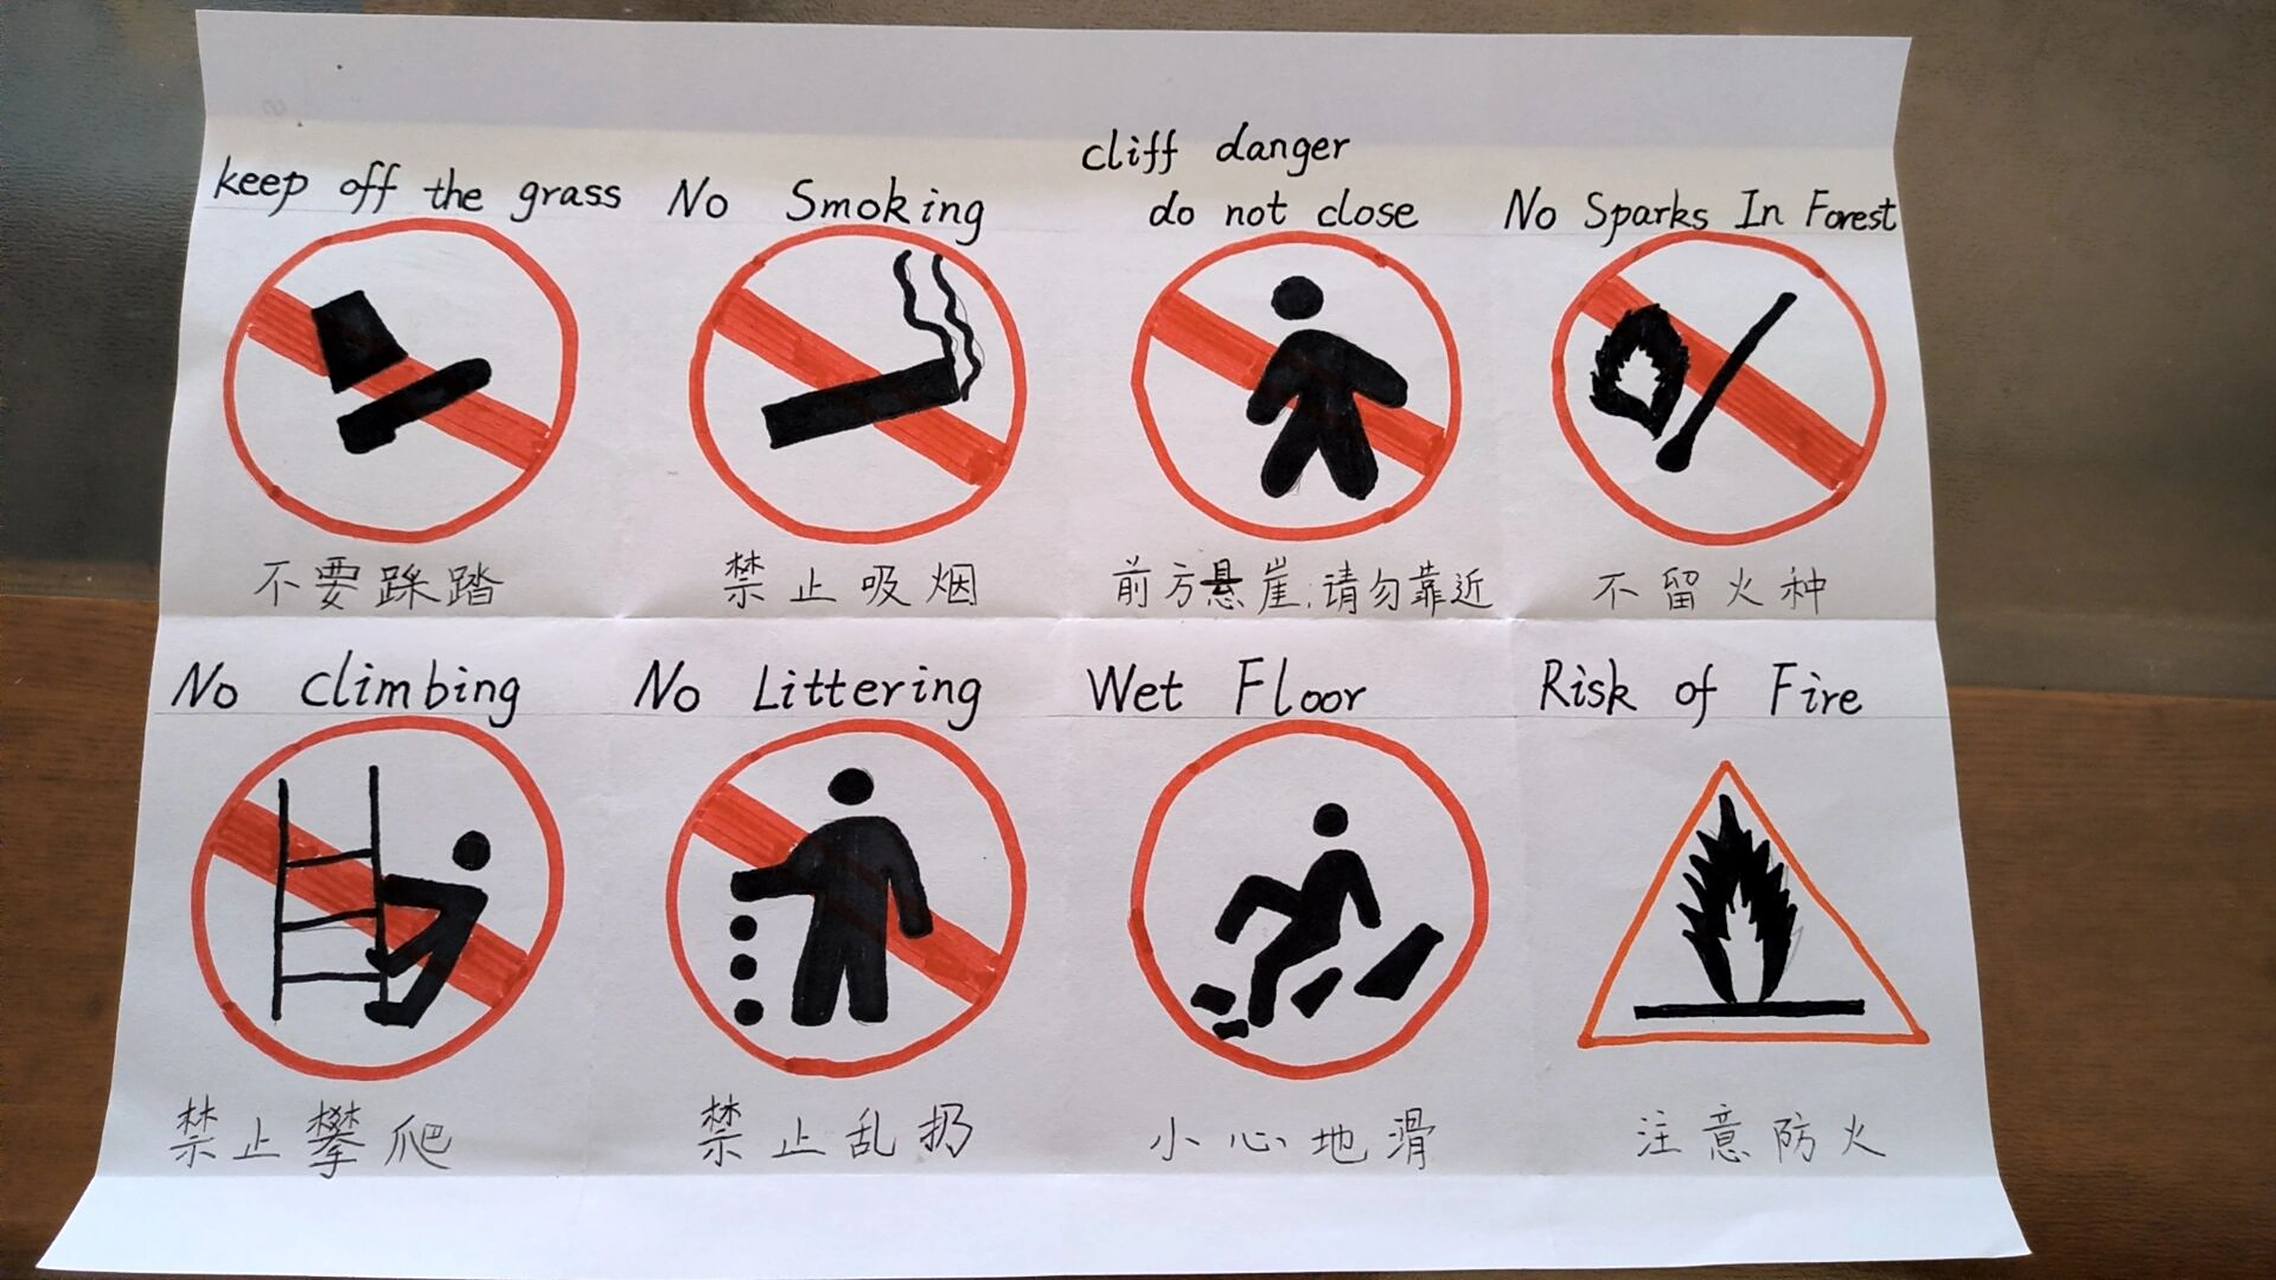 keep off the grass
No Smoking
cliff danger
do not close
No Sparks In Forest
不要踩踏
禁止吸烟
前方悬崖,请勿靠近
不留火种
No climbing
No Littering
Wet Floor
Risk of Fire
禁止攀爬
禁止乱扔
小心地滑
注意防火